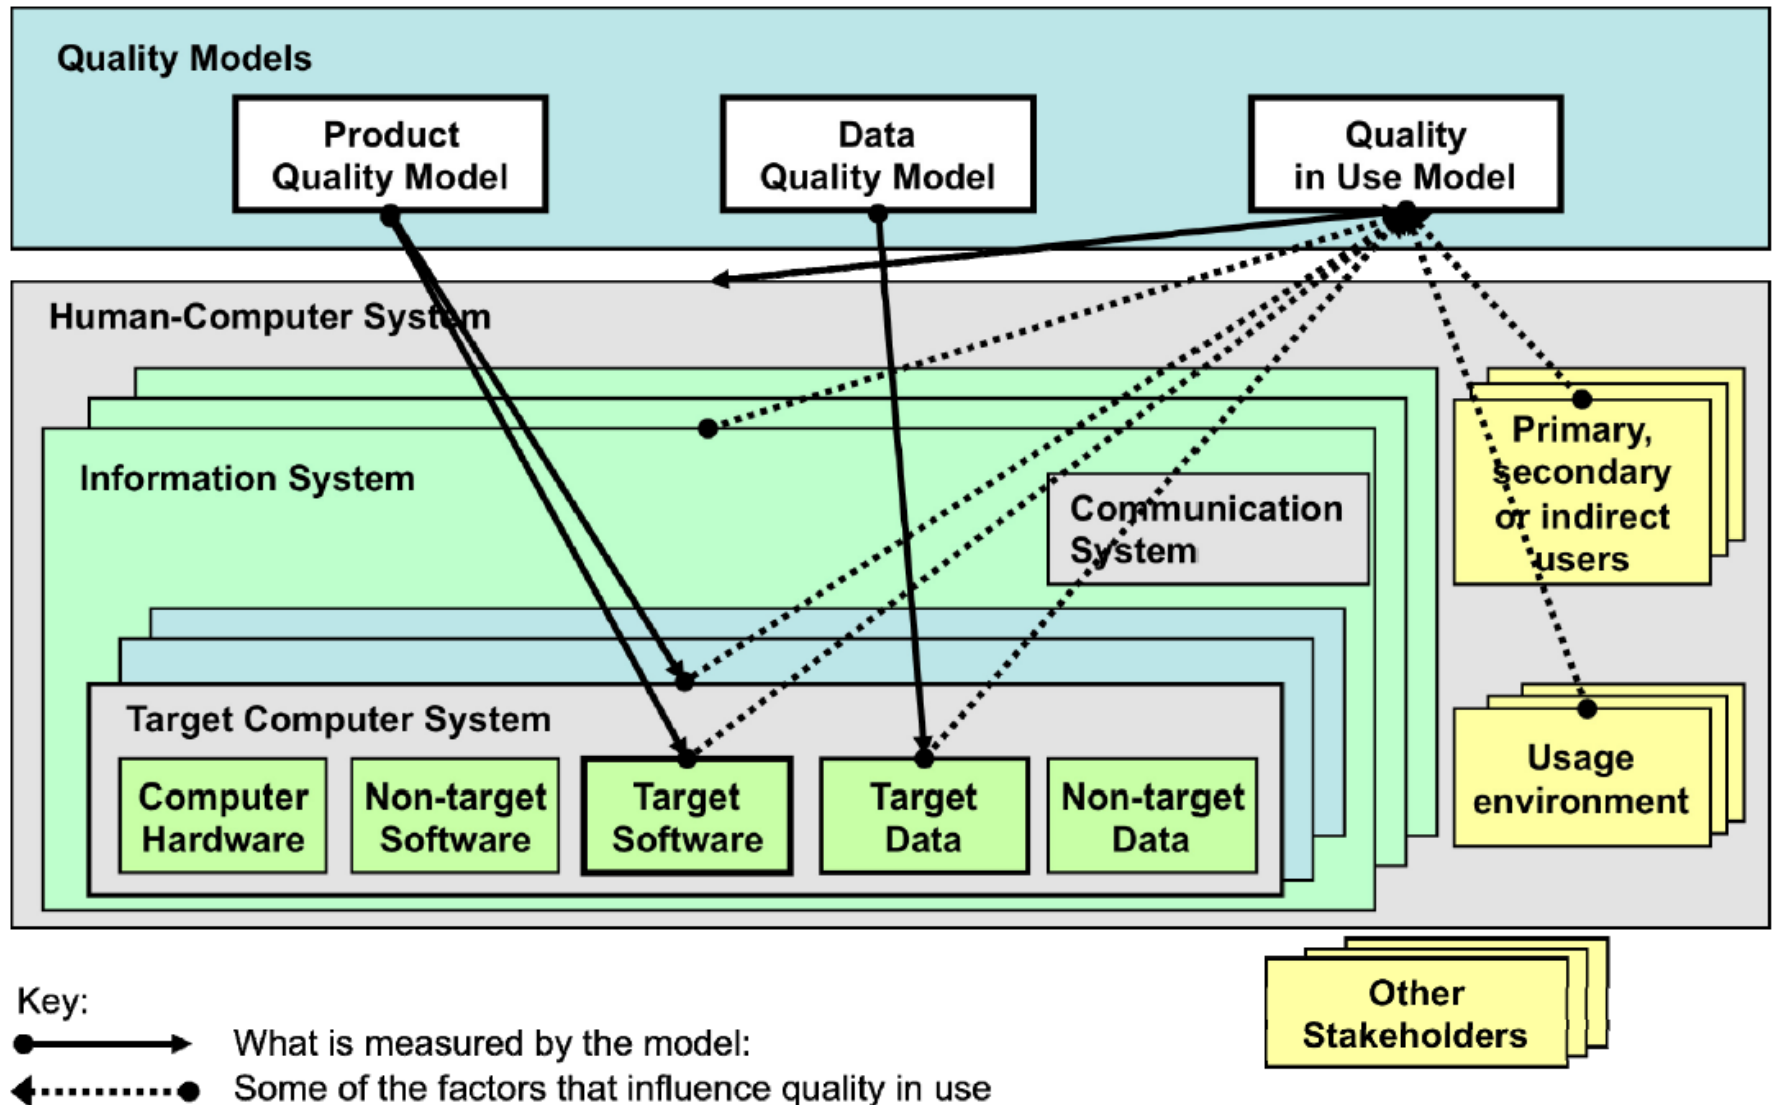 Quality Models
Product
Quality Model
Data
Quality Model
Quality
in Use Model
Human-Computer System
Information System
Communication
System
Primary,
secondary
or indirect
users
Target Computer System
Computer
Hardware
Non-target
Software
Target
Software
Target
Data
Non-target
Data
Usage
environment
Other
Stakeholders
Key:
What is measured by the model:
Some of the factors that influence quality in use